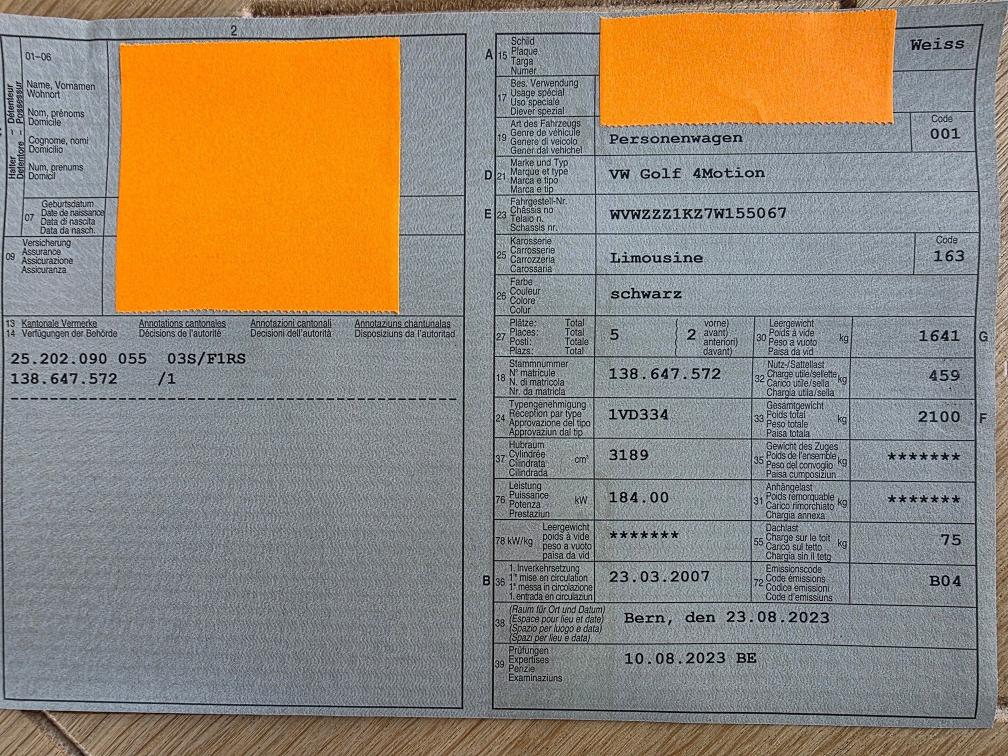 2
01–06
Halter – Détenteur
Detentore – Possessur
Name, Vornamen
Wohnort
Nom, prénoms
Domicile
Cognome, nomi
Domicilio
Num, prenums
Domicil
07
Geburtsdatum
Date de naissance
Data di nascita
Data da nasch.
09
Versicherung
Assurance
Assicurazione
Assicuranza
13 Kantonale Vermerke Annotations cantonales Annotazioni cantonali Annotaziuns chantunalas
14 Verfügungen der Behörde Décisions de l'autorité Decisioni dell'autorità Disposiziuns da l'autoritad
25.202.090 055 03S/F1RS
138.647.572 /1
A 15
Schild
Plaque
Targa
Numer
Weiss
17
Bes. Verwendung
Usage spécial
Uso speciale
Diever spezial
19
Art des Fahrzeugs
Genre de véhicule
Genere di veicolo
Gener dal vehichel
Personenwagen
Code
001
D 21
Marke und Typ
Marque et type
Marca e tipo
Marca e tip
VW Golf 4Motion
E 23
Fahrgestell-Nr.
Châssis no
Telaio n.
Schassis nr.
WVWZZZ1KZ7W155067
25
Karosserie
Carrosserie
Carrozzeria
Carossaria
Limousine
Code
163
26
Farbe
Couleur
Colore
Colur
schwarz
27
Plätze: Total
Places: Total
Posti: Totale
Plazs: Total
5
2
vorne)
avant)
anteriori)
davant)
30
Leergewicht
Poids à vide
Peso a vuoto
Paisa da vid
kg
1641 G
18
Stammnummer
N° matricule
N. di matricola
Nr. da matricla
138.647.572
32
Nutz-/Sattellast
Charge utile/sellette
Carico utile/sella
Chargia utila/sella
kg
459
24
Typengenehmigung
Réception par type
Approvazione del tipo
Approvaziun dal tip
1VD334
33
Gesamtgewicht
Poids total
Peso totale
Paisa totala
kg
2100 F
37
Hubraum
Cylindrée
Cilindrata
Cilindrada
cm³
3189
35
Gewicht des Zuges
Poids de l'ensemble
Peso del convoglio
Paisa cumposiziun
kg
*******
76
Leistung
Puissance
Potenza
Prestaziun
kW
184.00
31
Anhängelast
Poids remorquable
Carico rimorchiato
Chargia annexa
kg
*******
78 kW/kg
Leergewicht
poids à vide
peso a vuoto
paisa da vid
*******
55
Dachlast
Charge sur le toit
Carico sul tetto
Chargia sin il tetg
kg
75
B 36
1. Inverkehrsetzung
1re mise en circulation
1a messa in circolazione
1. entrada en circulaziun
23.03.2007
72
Emissionscode
Code émissions
Codice emissioni
Code d'emissiuns
B04
38
(Raum für Ort und Datum)
(Espace pour lieu et date)
(Spazio per luogo e data)
(Spazi per lieu e data)
Bern, den 23.08.2023
39
Prüfungen
Expertises
Perizie
Examinaziuns
10.08.2023 BE